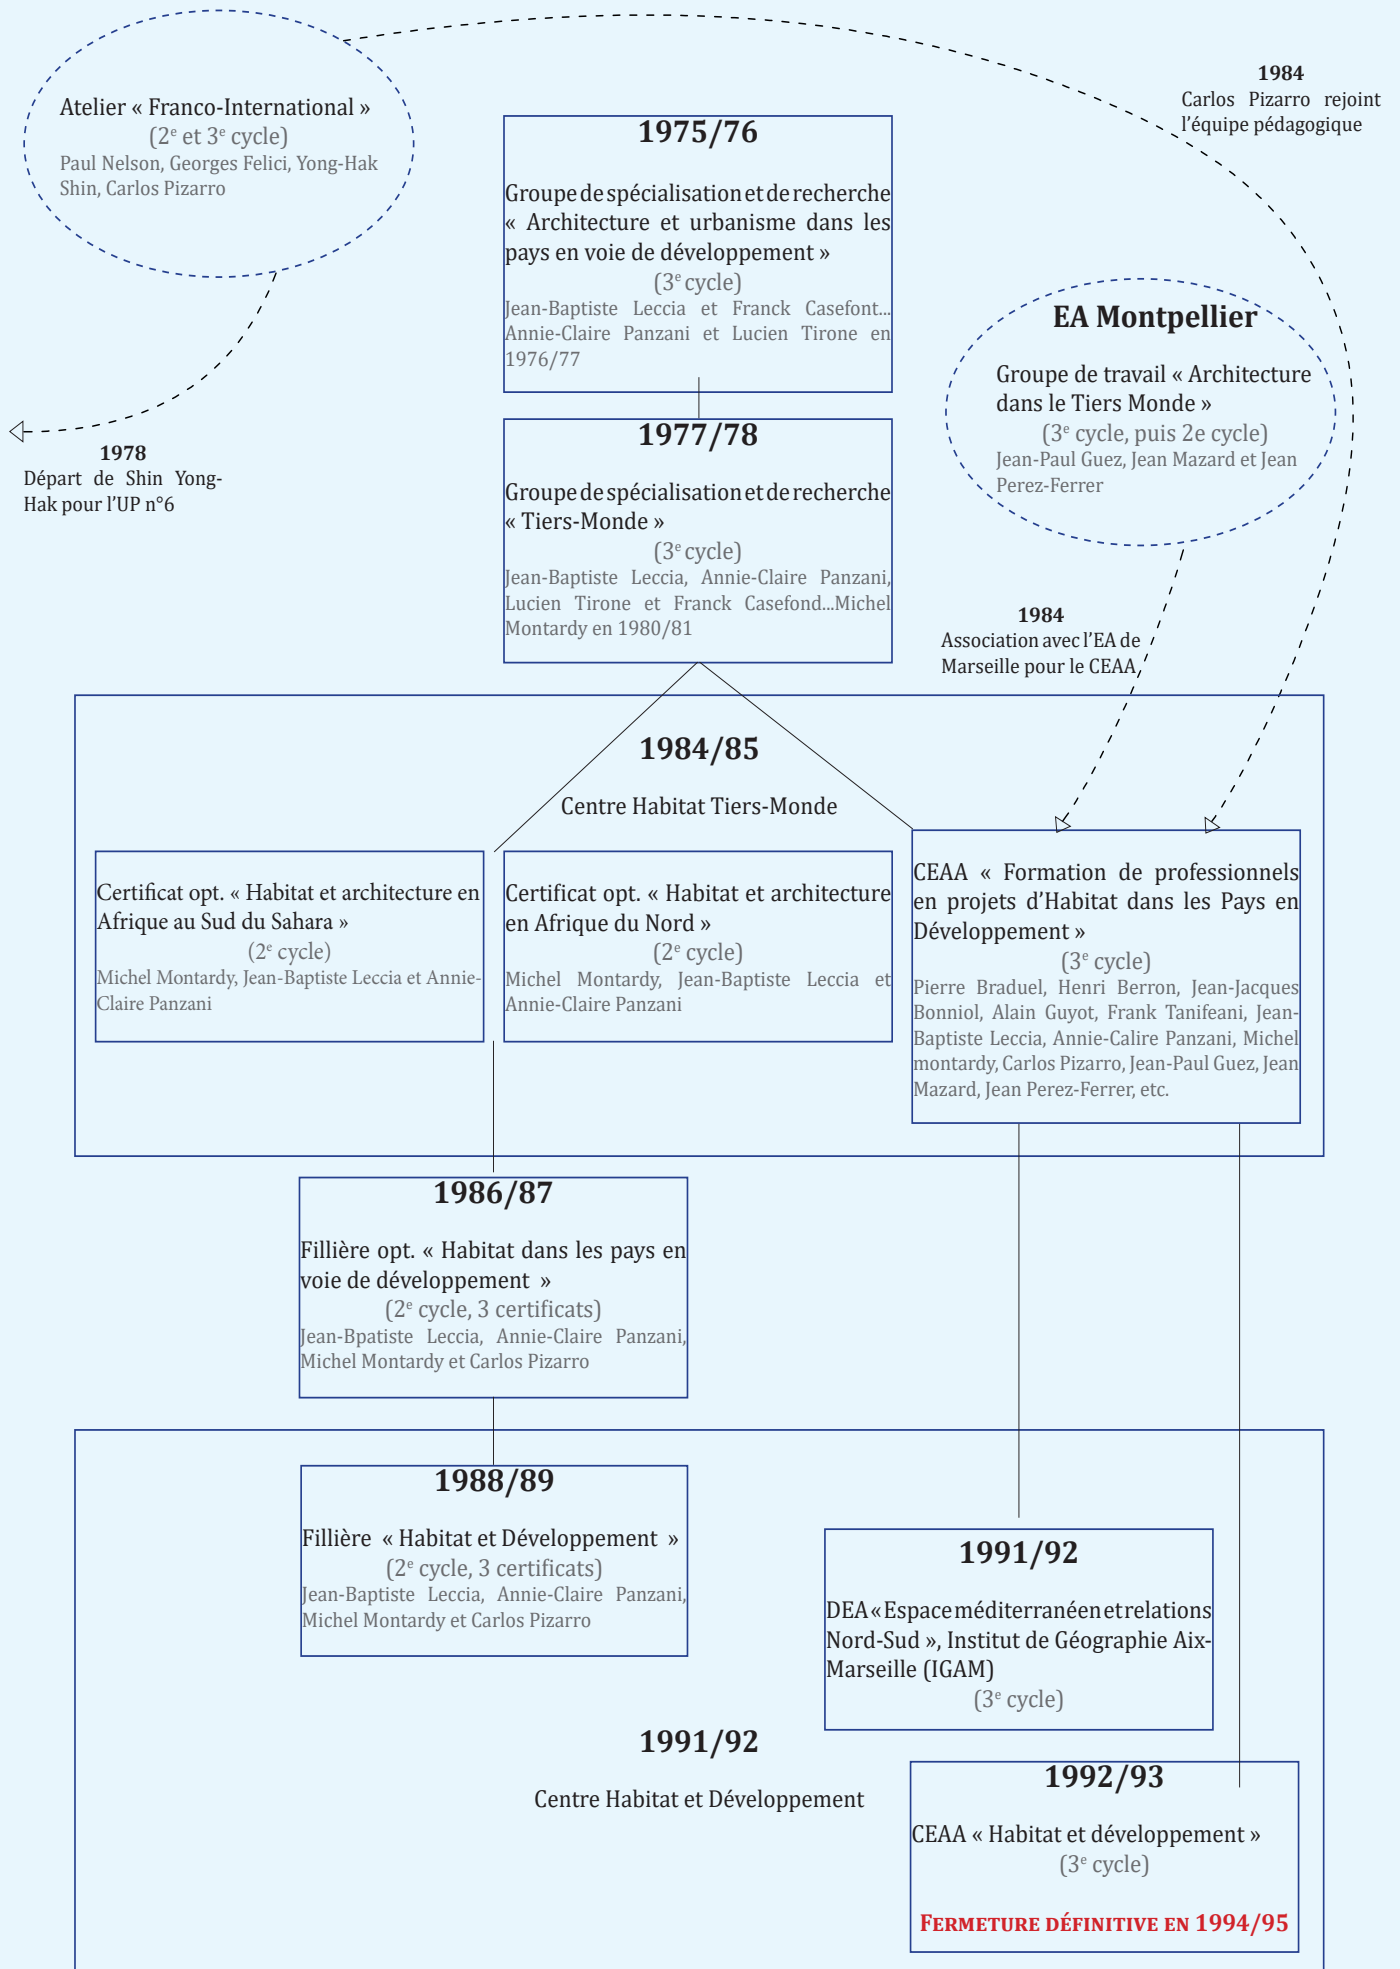 Atelier « Franco-International »
(2e et 3e cycle)
Paul Nelson, Georges Felici, Yong-Hak
Shin, Carlos Pizarro
1984
Carlos Pizarro rejoint
l'équipe pédagogique
1975/76
Groupe de spécialisation et de recherche
« Architecture et urbanisme dans les
pays en voie de développement »
(3e cycle)
Jean-Baptiste Leccia et Franck Casefont...
Annie-Claire Panzani et Lucien Tirone en
1976/77
EA Montpellier
Groupe de travail « Architecture
dans le Tiers Monde »
(3e cycle, puis 2e cycle)
Jean-Paul Guez, Jean Mazard et Jean
Perez-Ferrer
1978
Départ de Shin Yong-
Hak pour l'UP n°6
1977/78
Groupe de spécialisation et de recherche
« Tiers-Monde »
(3e cycle)
Jean-Baptiste Leccia, Annie-Claire Panzani,
Lucien Tirone et Franck Casefond...Michel
Montardy en 1980/81
1984
Association avec l'EA de
Marseille pour le CEAA
1984/85
Centre Habitat Tiers-Monde
Certificat opt. « Habitat et architecture en
Afrique au Sud du Sahara »
(2e cycle)
Michel Montardy, Jean-Baptiste Leccia et Annie-
Claire Panzani
Certificat opt. « Habitat et architecture
en Afrique du Nord »
(2e cycle)
Michel Montardy, Jean-Baptiste Leccia et
Annie-Claire Panzani
CEAA « Formation de professionnels
en projets d'Habitat dans les Pays en
Développement »
(3e cycle)
Pierre Braduel, Henri Berron, Jean-Jacques
Bonniol, Alain Guyot, Frank Tanifeani, Jean-
Baptiste Leccia, Annie-Calire Panzani, Michel
montardy, Carlos Pizarro, Jean-Paul Guez, Jean
Mazard, Jean Perez-Ferrer, etc.
1986/87
Fillière opt. « Habitat dans les pays en
voie de développement »
(2e cycle, 3 certificats)
Jean-Bpatiste Leccia, Annie-Claire Panzani,
Michel Montardy et Carlos Pizarro
1988/89
Fillière « Habitat et Développement »
(2e cycle, 3 certificats)
Jean-Baptiste Leccia, Annie-Claire Panzani,
Michel Montardy et Carlos Pizarro
1991/92
DEA « Espace méditerranéen et relations
Nord-Sud », Institut de Géographie Aix-
Marseille (IGAM)
(3e cycle)
1991/92
Centre Habitat et Développement
1992/93
CEAA « Habitat et développement »
(3e cycle)
FERMETURE DÉFINITIVE EN 1994/95